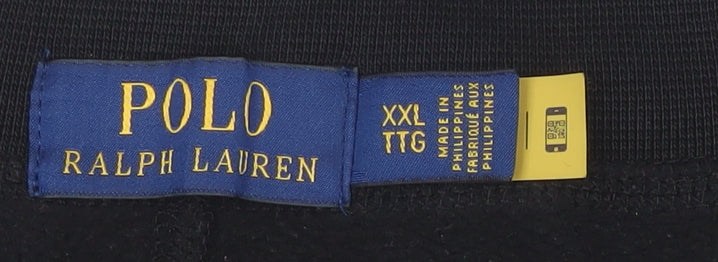 POLO
RALPH LAUREN
XXL
TTG
MADE IN
PHILIPPINES
FABRIQUÉ AUX
PHILIPPINES